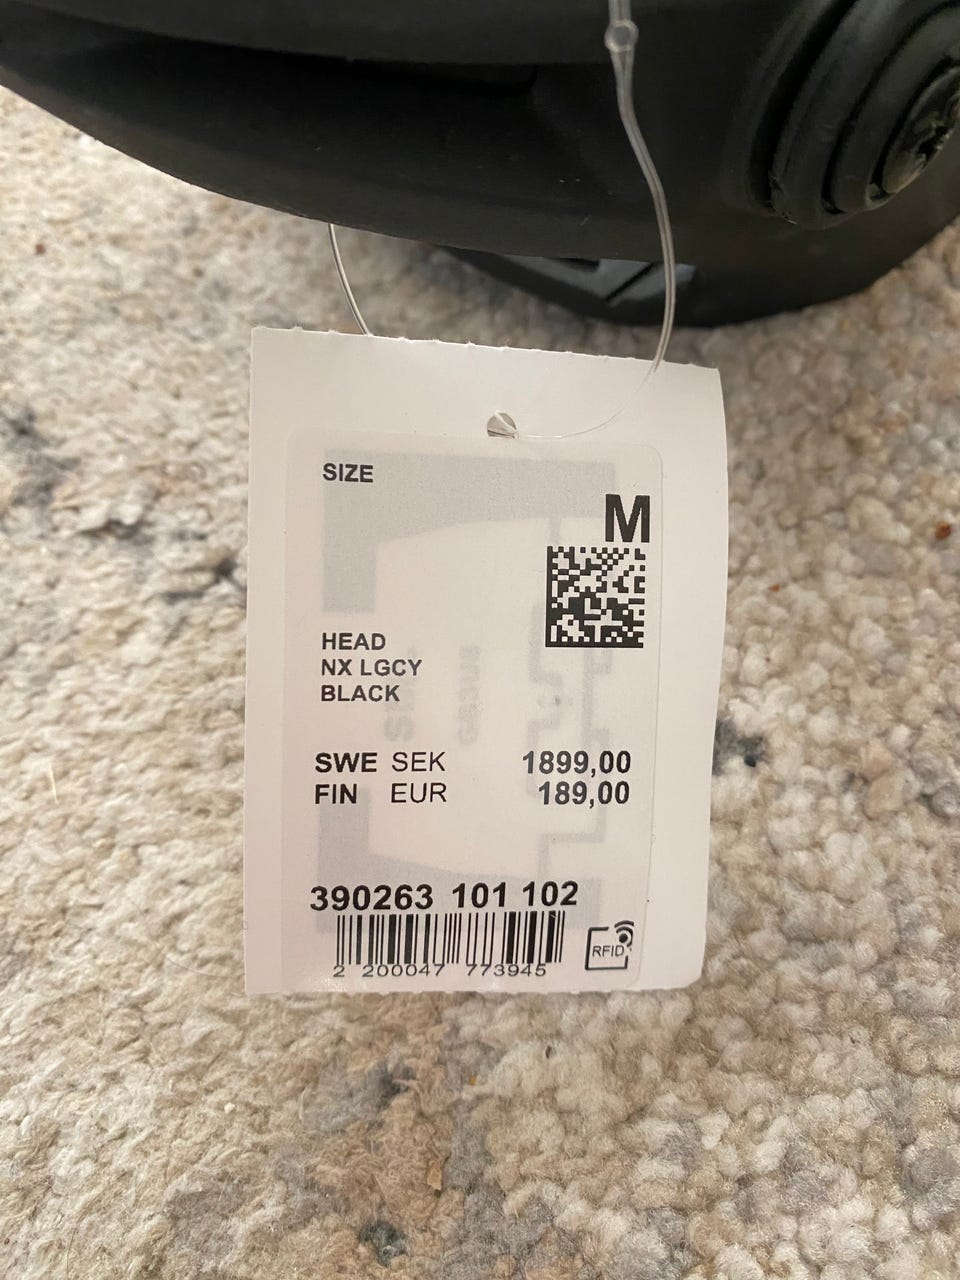 SIZE
M
HEAD
NX LGCY
BLACK
SWE SEK 1899,00
FIN EUR 189,00
390263 101 102
2 200047 773945
RFID